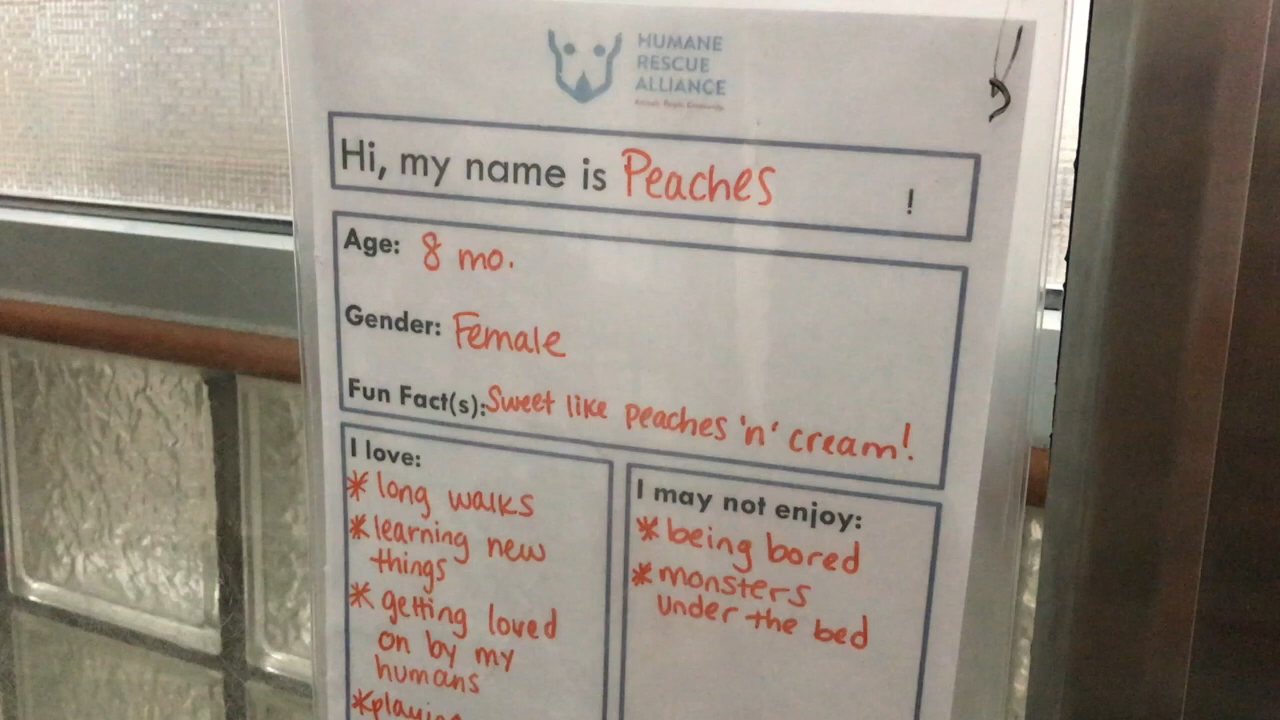 HUMANE
RESCUE
ALLIANCE
Hi, my name is Peaches !
Age: 8 mo.
Gender: Female
Fun Fact(s): Sweet like peaches 'n' cream!
I love:
* long walks
* learning new
things
* getting loved
on by my
humans
I may not enjoy:
* being bored
* monsters
under the bed